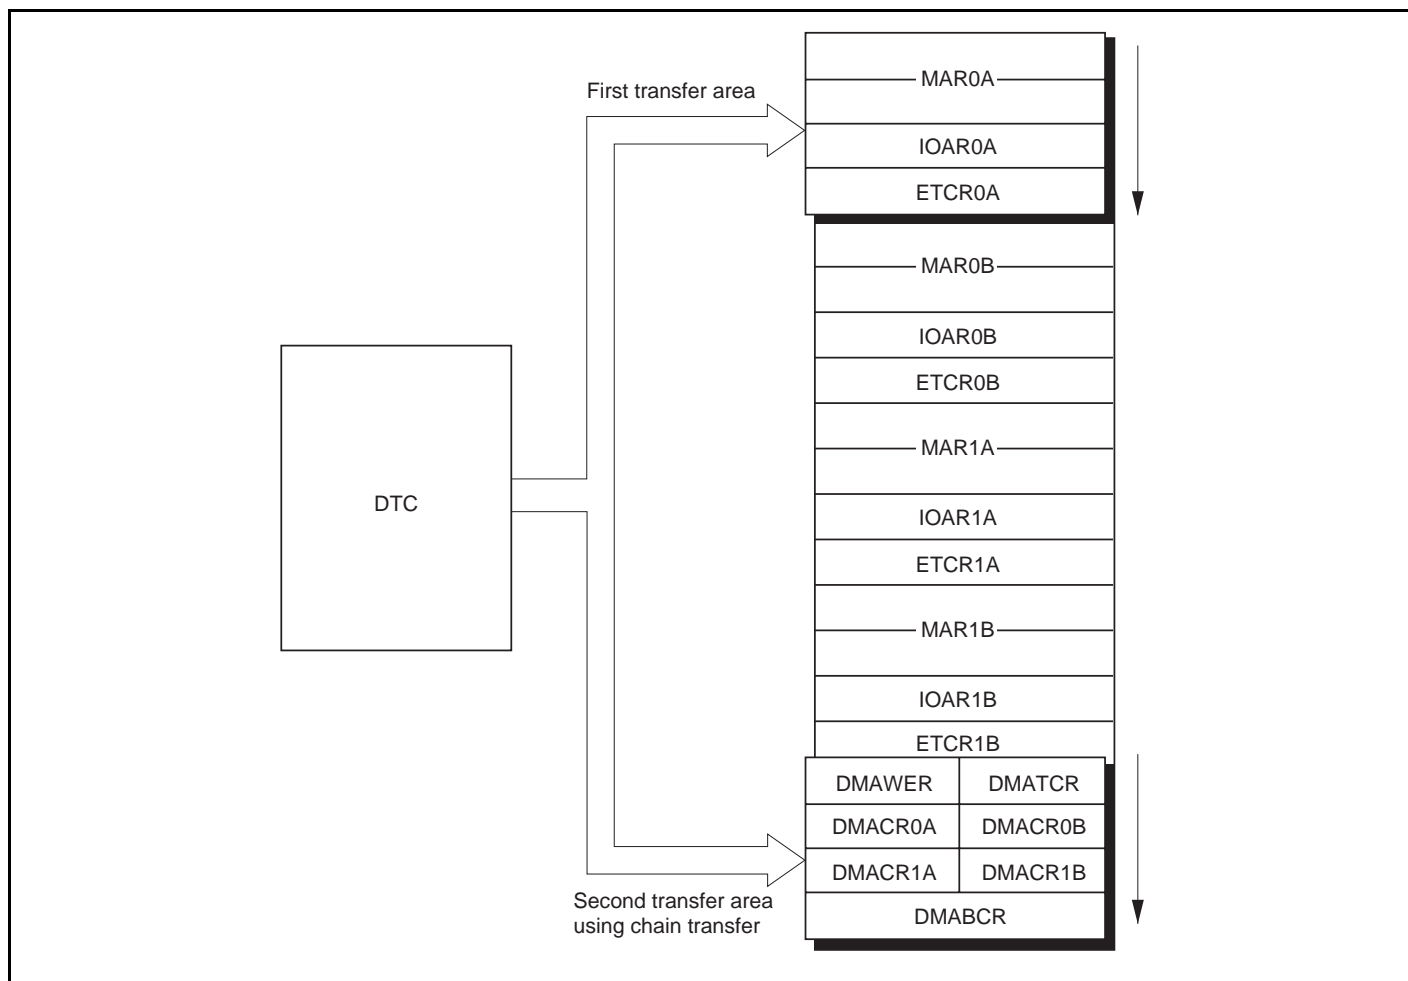 First transfer area
MAR0A
IOAR0A
ETCR0A
MAR0B
IOAR0B
ETCR0B
MAR1A
IOAR1A
ETCR1A
MAR1B
IOAR1B
ETCR1B
DTC
DMAWER DMATCR
DMACR0A DMACR0B
DMACR1A DMACR1B
DMABCR
Second transfer area
using chain transfer